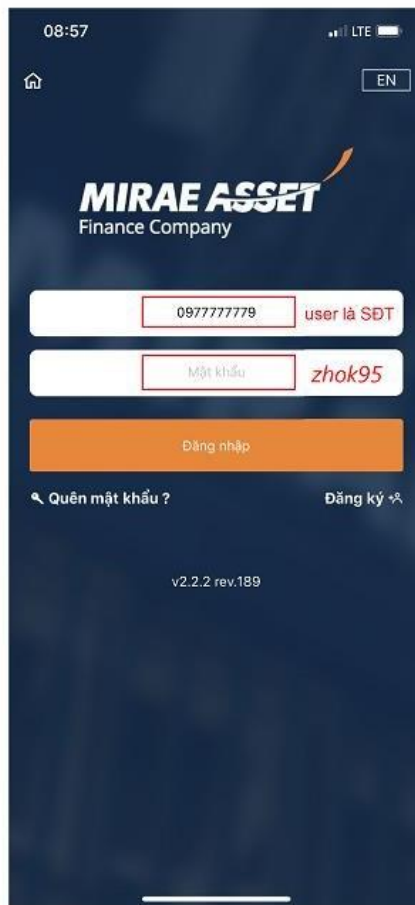 08:57 LTE
EN
MIRAE ASSET
Finance Company
0977777779 user là SĐT
Mật khẩu zhok95
Đăng nhập
Quên mật khẩu ? Đăng ký
v2.2.2 rev.189